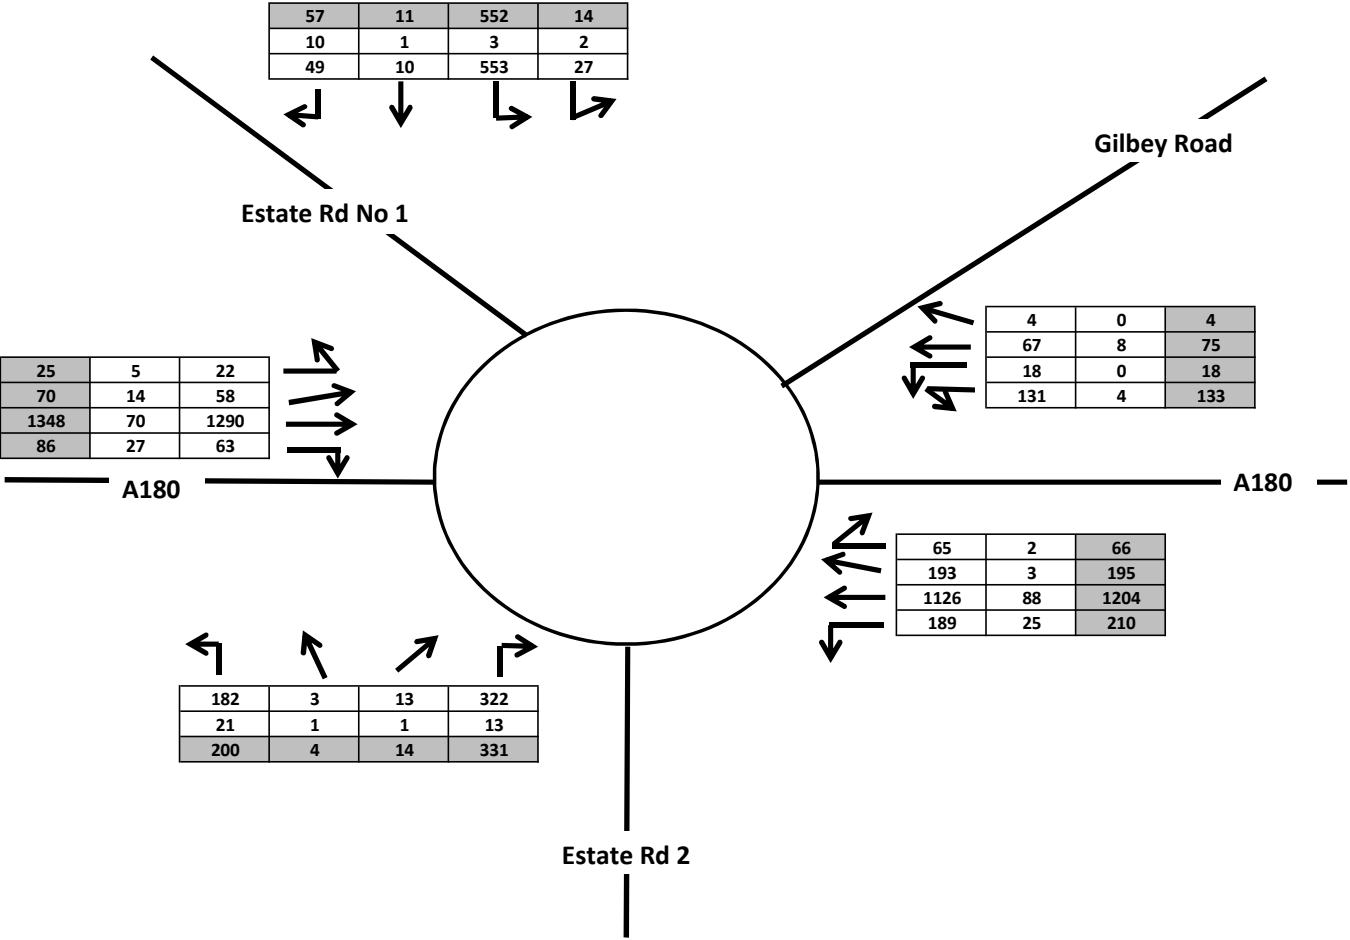 57 11 552 14
10 1 3 2
49 10 553 27
Gilbey Road
Estate Rd No 1
4 0 4
67 8 75
18 0 18
131 4 133
25 5 22
70 14 58
1348 70 1290
86 27 63
A180
A180
65 2 66
193 3 195
1126 88 1204
189 25 210
182 3 13 322
21 1 1 13
200 4 14 331
Estate Rd 2